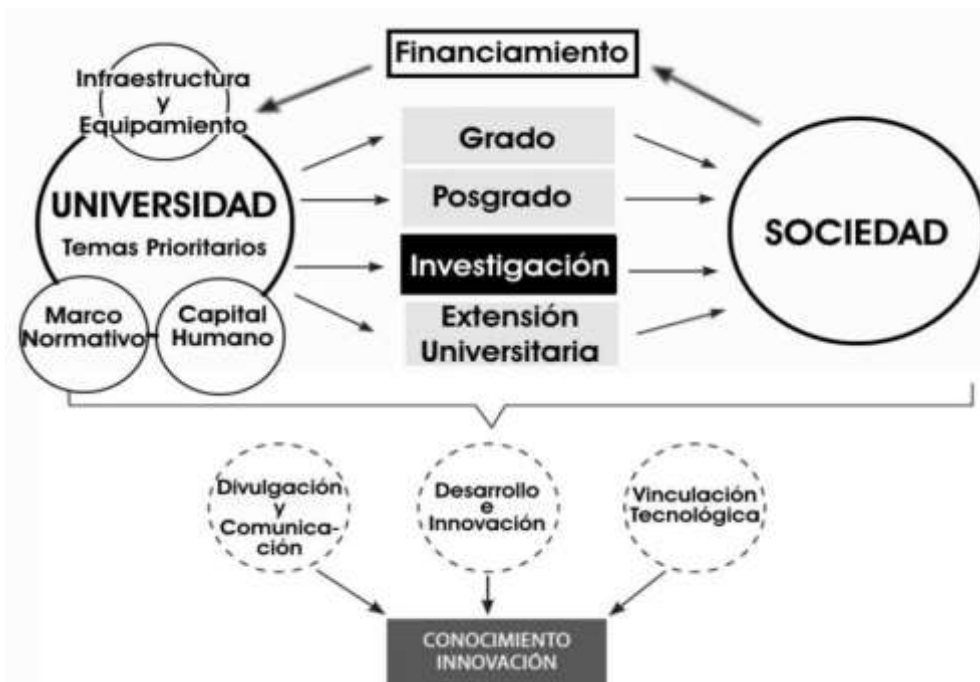 Financiamiento
Infraestructura
y
Equipamiento
UNIVERSIDAD
Temas Prioritarios
Marco
Normativo
Capital
Humano
Grado
Posgrado
Investigación
Extensión
Universitaria
SOCIEDAD
Divulgación
y
Comunica-
ción
Desarrollo
e
Innovación
Vinculación
Tecnológica
CONOCIMIENTO
INNOVACIÓN